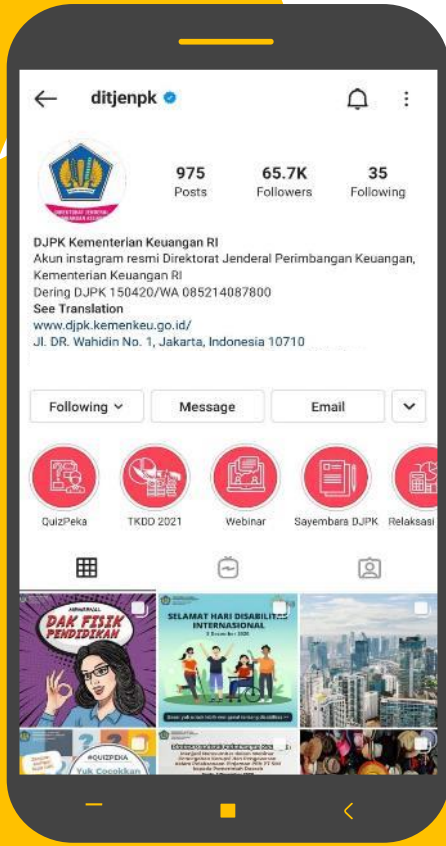 ditjenpk
975
Posts
65.7K
Followers
35
Following
DIREKTORAT JENDERAL
DJPK Kementerian Keuangan RI
Akun instagram resmi Direktorat Jenderal Perimbangan Keuangan,
Kementerian Keuangan RI
Dering DJPK 150420/WA 085214087800
See Translation
www.djpk.kemenkeu.go.id/
Jl. DR. Wahidin No. 1, Jakarta, Indonesia 10710
Following
Message
Email
QuizPeka
TKDD 2021
Webinar
Sayembara DJPK
Relaksasi
MENGENAL
DAK FISIK
PENDIDIKAN
SELAMAT HARI DISABILITAS
INTERNASIONAL
#QUIZPEKA
Yuk Cocokkan